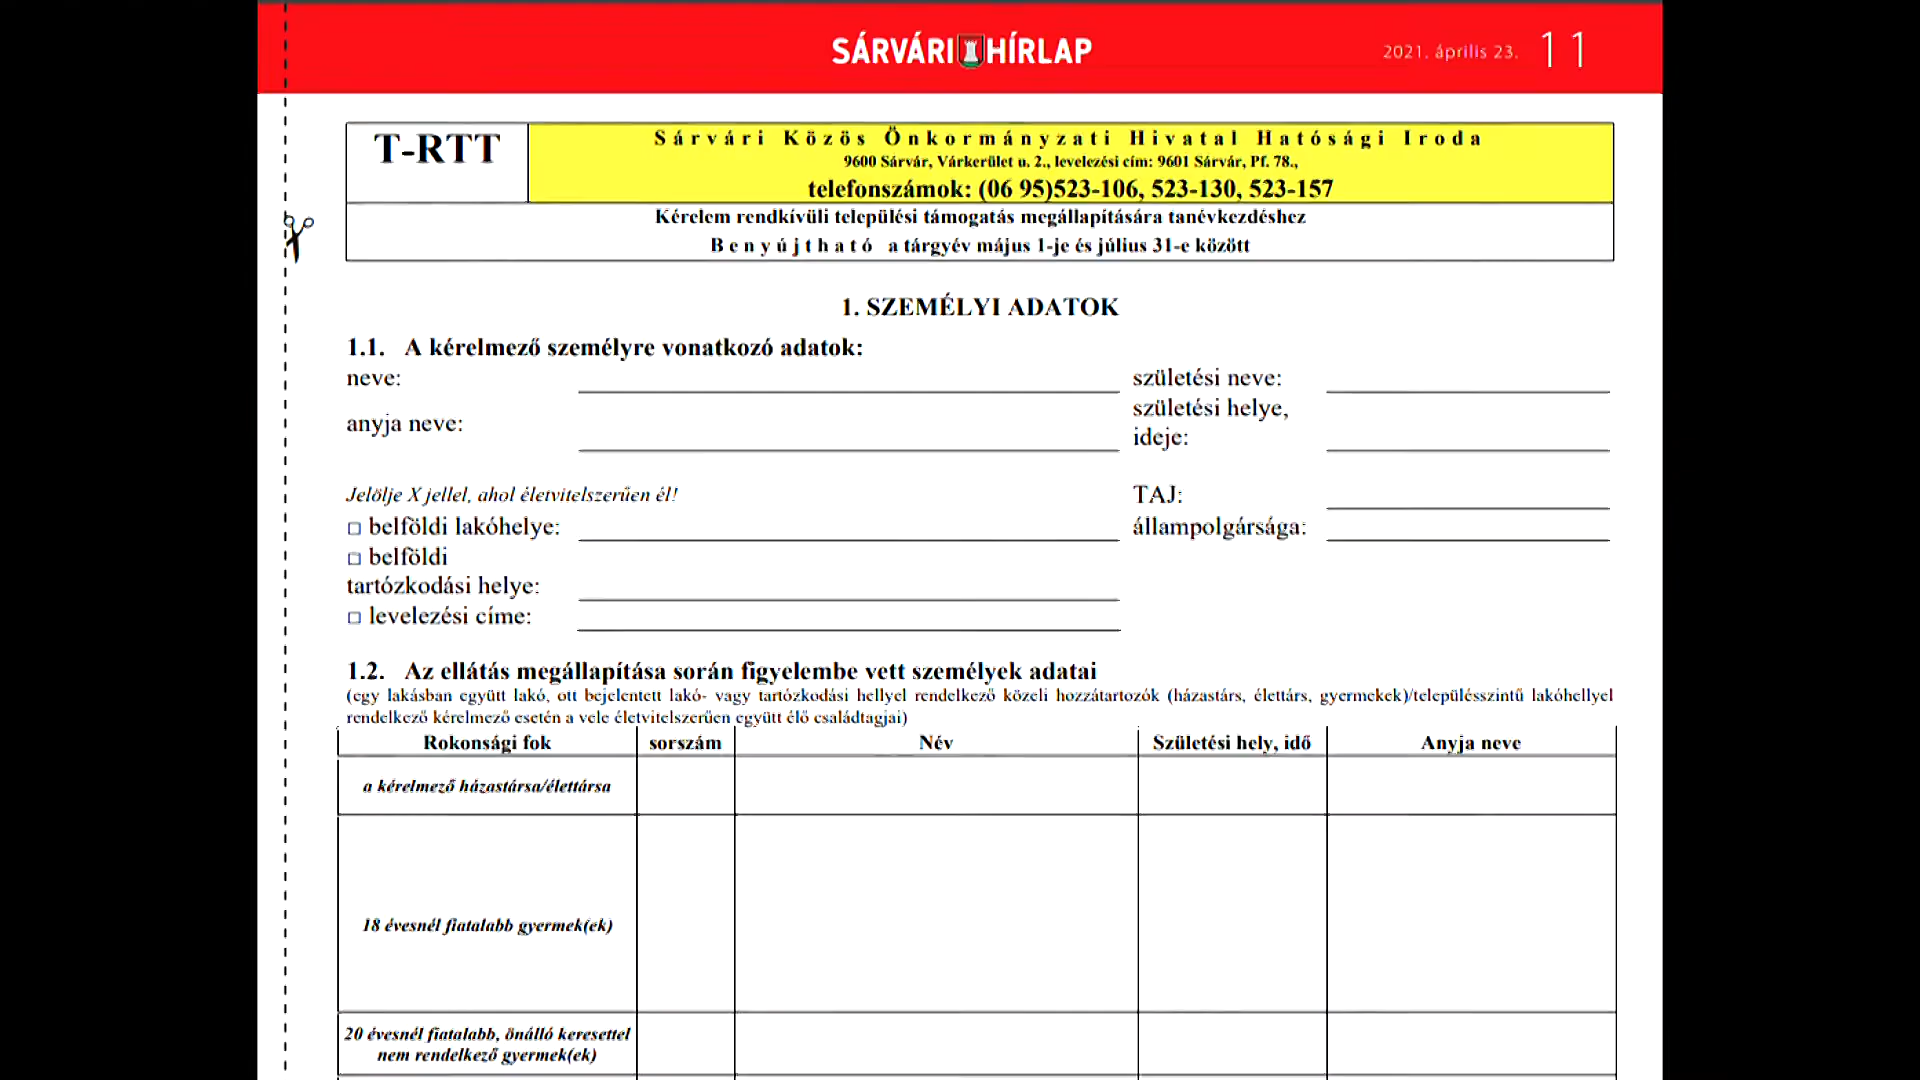 SÁRVÁRI HÍRLAP
2021. április 23. 11
T-RTT
Sárvári Közös Önkormányzati Hivatal Hatósági Iroda
9600 Sárvár, Várkerület u. 2., levelezési cím: 9601 Sárvár, Pf. 78.,
telefonszámok: (06 95)523-106, 523-130, 523-157
Kérelem rendkívüli települési támogatás megállapítására tanévkezdéshez
Benyújtható a tárgyév május 1-je és július 31-e között
1. SZEMÉLYI ADATOK
1.1. A kérelmező személyre vonatkozó adatok:
neve: születési neve:
anyja neve: születési helye,
ideje:
Jelölje X jellel, ahol életvitelszerűen él! TAJ:
□ belföldi lakóhelye: állampolgársága:
□ belföldi
tartózkodási helye:
□ levelezési címe:
1.2. Az ellátás megállapítása során figyelembe vett személyek adatai
(egy lakásban együtt lakó, ott bejelentett lakó- vagy tartózkodási hellyel rendelkező közeli hozzátartozók (házastárs, élettárs, gyermekek)/településszintű lakóhellyel
rendelkező kérelmező esetén a vele életvitelszerűen együtt élő családtagjai)
Rokonsági fok sorszám Név Születési hely, idő Anyja neve
a kérelmező házastársa/élettársa
18 évesnél fiatalabb gyermek(ek)
20 évesnél fiatalabb, önálló keresettel
nem rendelkező gyermek(ek)